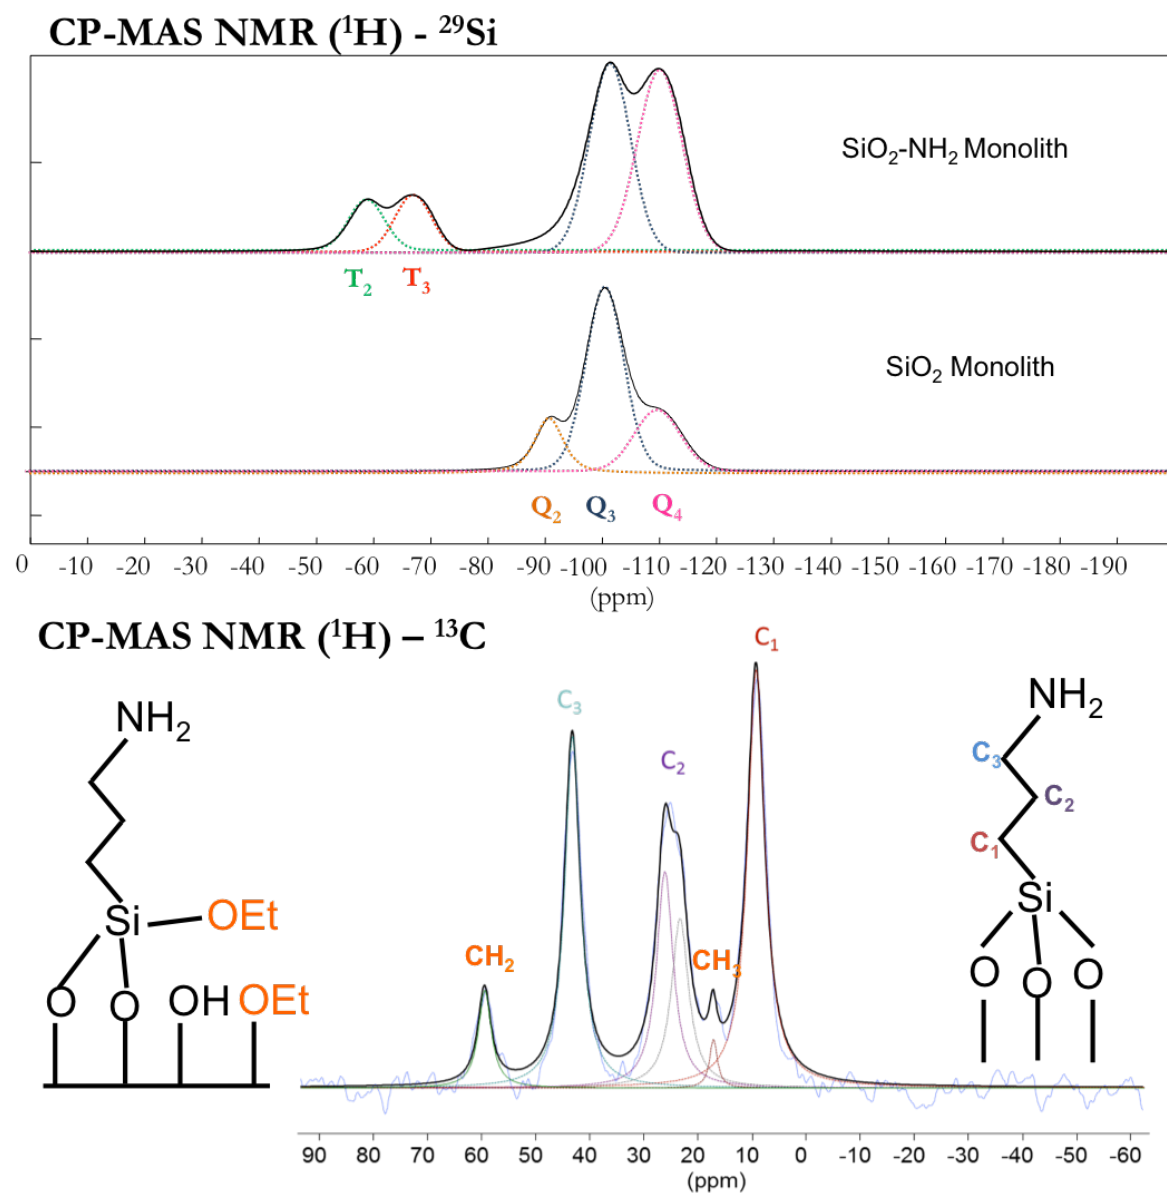 CP-MAS NMR (¹H) - ²⁹Si
SiO₂-NH₂ Monolith
T₂ T₃
SiO₂ Monolith
Q₂ Q₃ Q₄
0 -10 -20 -30 -40 -50 -60 -70 -80 -90 -100 -110 -120 -130 -140 -150 -160 -170 -180 -190
(ppm)
CP-MAS NMR (¹H) – ¹³C
C₁
C₃
C₂
CH₂
CH₃
NH₂
Si
OEt
O O OH OEt
NH₂
C₃
C₂
C₁
Si
O O O
90 80 70 60 50 40 30 20 10 0 -10 -20 -30 -40 -50 -60
(ppm)